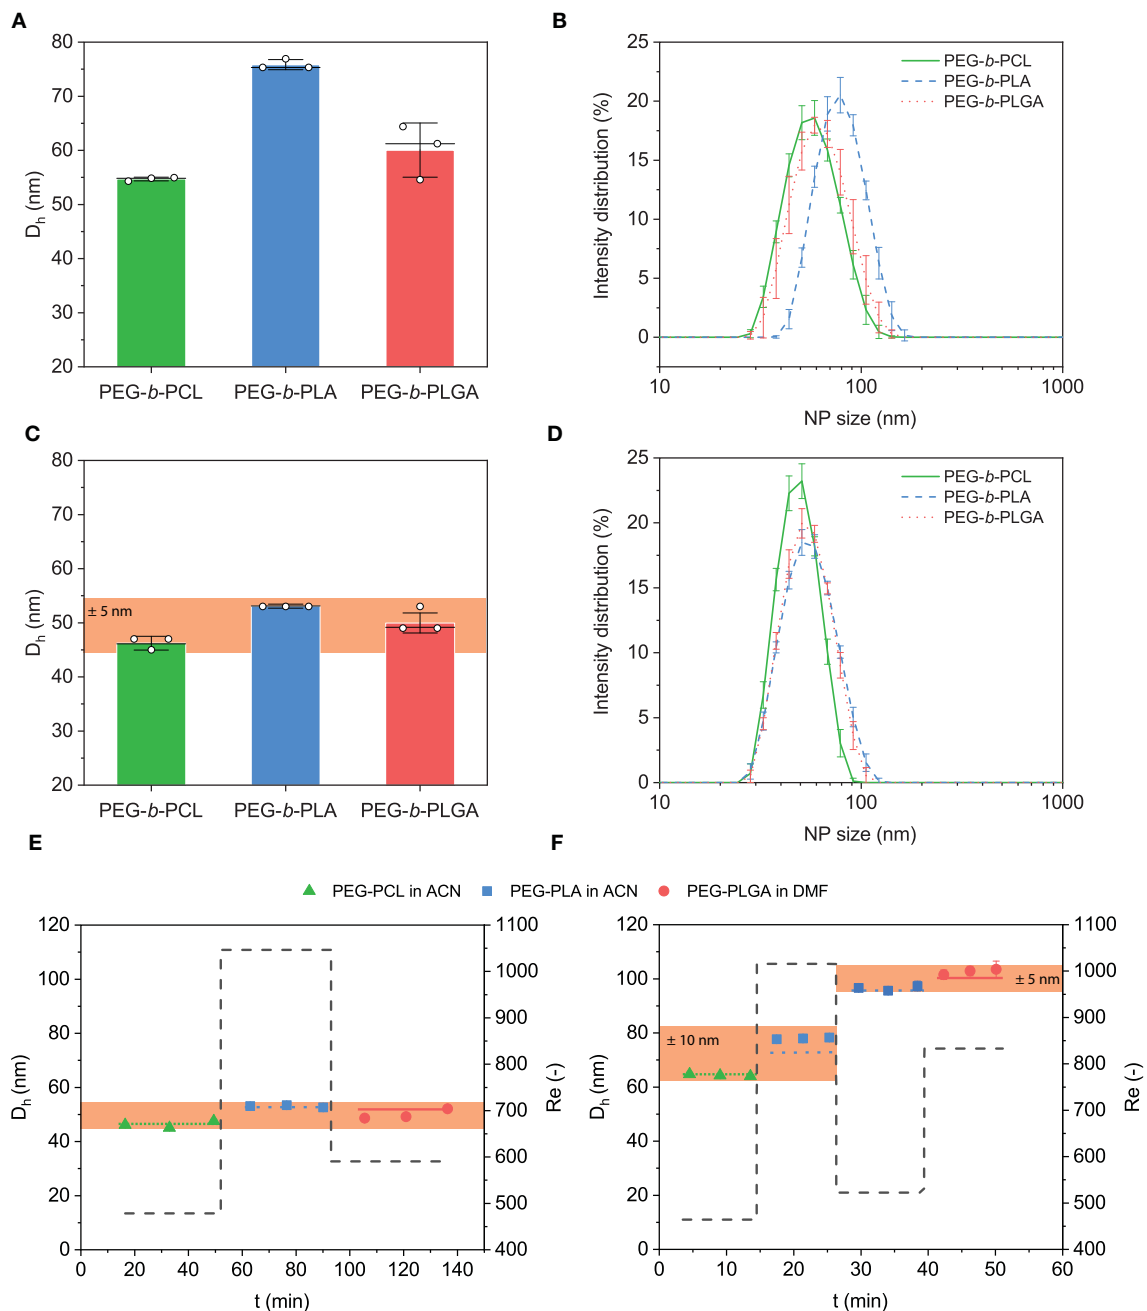 A
80
70
60
50
40
30
20
D_h (nm)
PEG-b-PCL
PEG-b-PLA
PEG-b-PLGA
B
25
20
15
10
5
0
Intensity distribution (%)
PEG-b-PCL
PEG-b-PLA
PEG-b-PLGA
10
100
1000
NP size (nm)
C
80
70
60
50
40
30
20
D_h (nm)
± 5 nm
PEG-b-PCL
PEG-b-PLA
PEG-b-PLGA
D
25
20
15
10
5
0
Intensity distribution (%)
PEG-b-PCL
PEG-b-PLA
PEG-b-PLGA
10
100
1000
NP size (nm)
E
F
PEG-PCL in ACN
PEG-PLA in ACN
PEG-PLGA in DMF
120
100
80
60
40
20
0
D_h (nm)
1100
1000
900
800
700
600
500
400
Re (-)
0
20
40
60
80
100
120
140
t (min)
120
100
80
60
40
20
0
D_h (nm)
± 10 nm
± 5 nm
1100
1000
900
800
700
600
500
400
Re (-)
0
10
20
30
40
50
60
t (min)